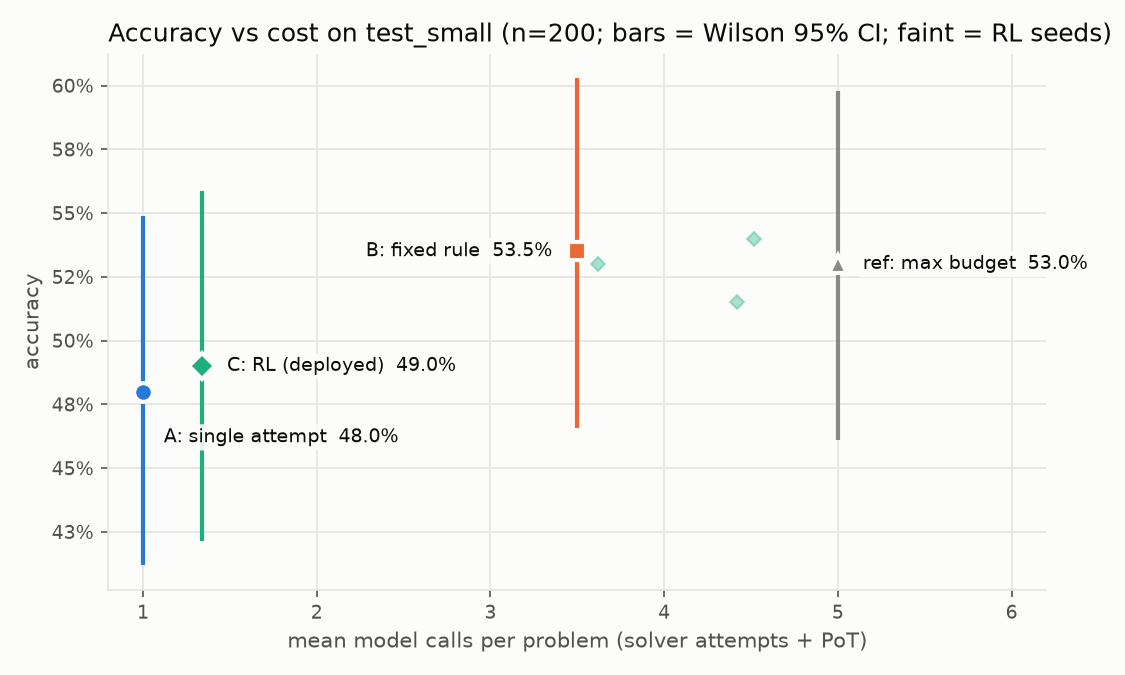 Accuracy vs cost on test_small (n=200; bars = Wilson 95% CI; faint = RL seeds)
60%
58%
55%
52%
50%
48%
45%
43%
accuracy
B: fixed rule 53.5%
ref: max budget 53.0%
C: RL (deployed) 49.0%
A: single attempt 48.0%
1 2 3 4 5 6
mean model calls per problem (solver attempts + PoT)